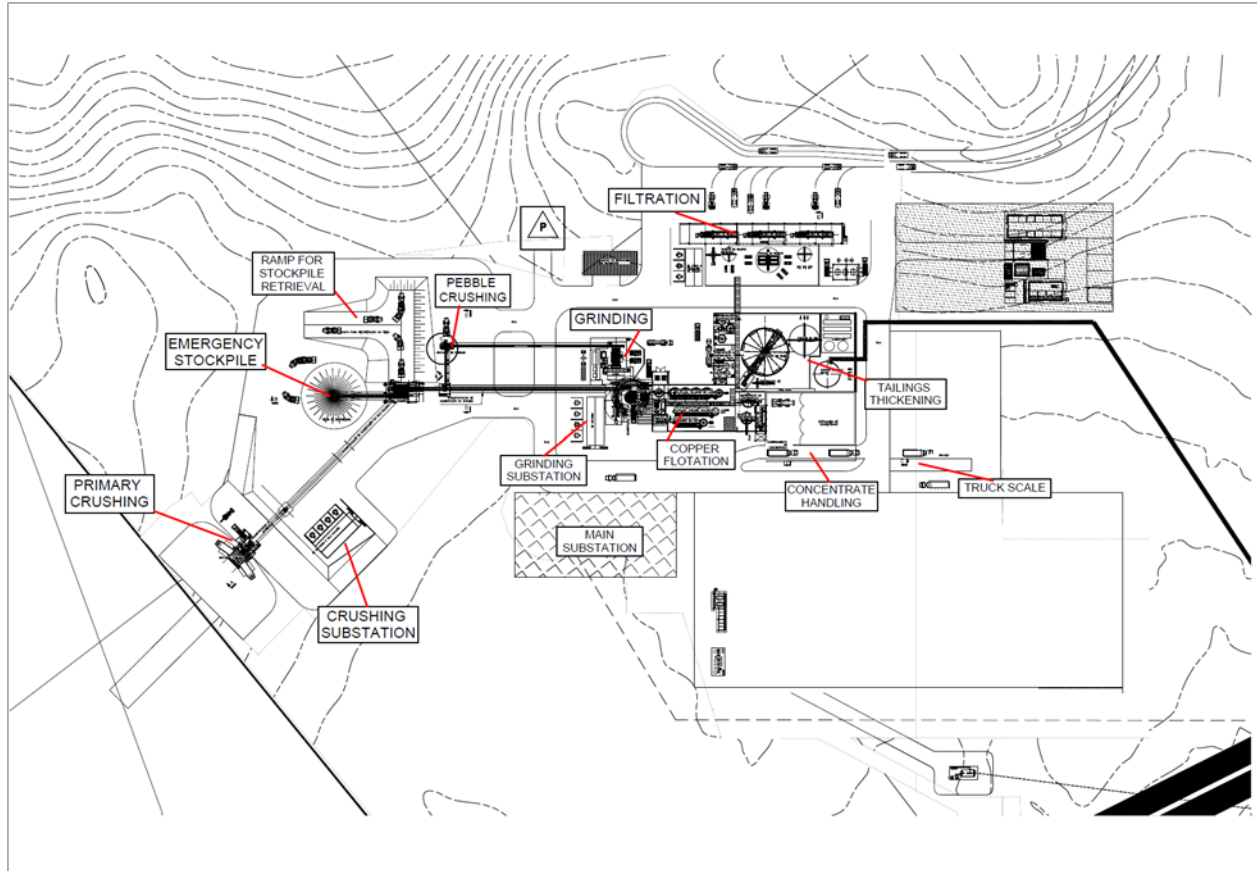 P
FILTRATION
RAMP FOR
STOCKPILE
RETRIEVAL
PEBBLE
CRUSHING
GRINDING
EMERGENCY
STOCKPILE
TAILINGS
THICKENING
COPPER
FLOTATION
GRINDING
SUBSTATION
PRIMARY
CRUSHING
CONCENTRATE
HANDLING
TRUCK SCALE
MAIN
SUBSTATION
CRUSHING
SUBSTATION